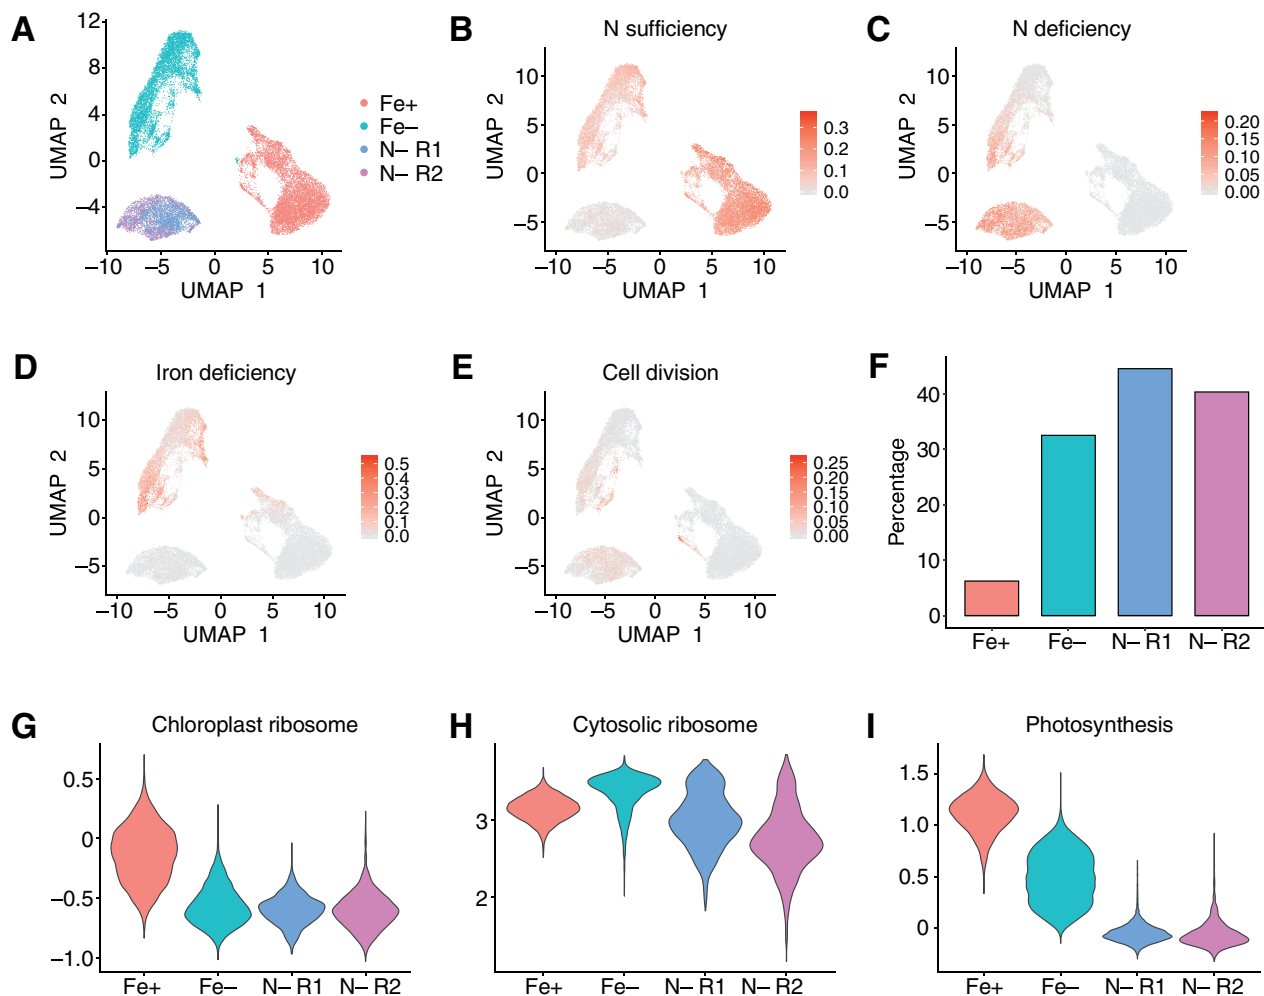 A
12
8
4
0
−4
−10 −5 0 5 10
UMAP 1
UMAP 2
Fe+
Fe−
N− R1
N− R2
B
N sufficiency
10
5
0
−5
−10 −5 0 5 10
UMAP 1
UMAP 2
0.3
0.2
0.1
0.0
C
N deficiency
10
5
0
−5
−10 −5 0 5 10
UMAP 1
UMAP 2
0.20
0.15
0.10
0.05
0.00
D
Iron deficiency
10
5
0
−5
−10 −5 0 5 10
UMAP 1
UMAP 2
0.5
0.4
0.3
0.2
0.1
0.0
E
Cell division
10
5
0
−5
−10 −5 0 5 10
UMAP 1
UMAP 2
0.25
0.20
0.15
0.10
0.05
0.00
F
Percentage
40
30
20
10
0
Fe+ Fe− N− R1 N− R2
G
Chloroplast ribosome
0.5
0
−0.5
−1.0
Fe+ Fe− N− R1 N− R2
H
Cytosolic ribosome
3
2
Fe+ Fe− N− R1 N− R2
I
Photosynthesis
1.5
1.0
0.5
0
Fe+ Fe− N− R1 N− R2